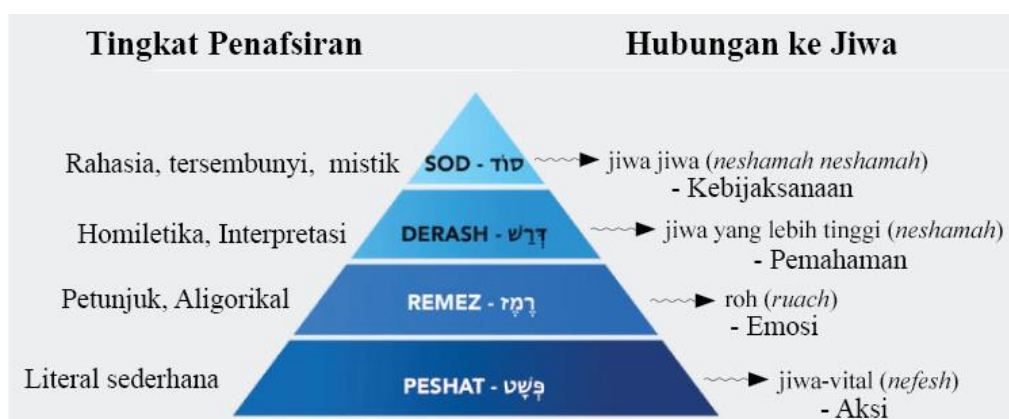 Tingkat Penafsiran
Hubungan ke Jiwa
Rahasia, tersembunyi, mistik
SOD - סוֹד
jiwa jiwa (neshamah neshamah)
- Kebijaksanaan
Homiletika, Interpretasi
DERASH - דְּרַשׁ
jiwa yang lebih tinggi (neshamah)
- Pemahaman
Petunjuk, Aligorikal
REMEZ - רֶמֶז
roh (ruach)
- Emosi
Literal sederhana
PESHAT - פְּשָׁט
jiwa-vital (nefesh)
- Aksi